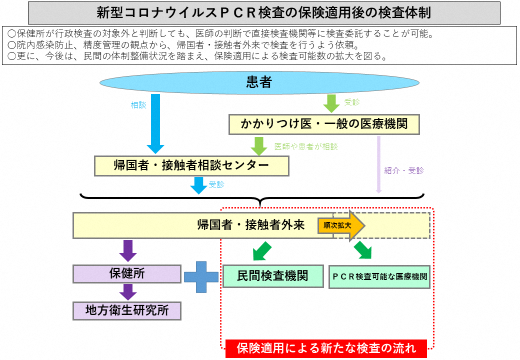 新型コロナウイルスＰＣＲ検査の保険適用後の検査体制
○保健所が行政検査の対象外と判断しても、医師の判断で直接検査機関等に検査委託することが可能。
○院内感染防止、精度管理の観点から、帰国者・接触者外来で検査を行うよう依頼。
○更に、今後は、民間の体制整備状況を踏まえ、保険適用による検査可能数の拡大を図る。
患者
相談
受診
かかりつけ医・一般の医療機関
医師や患者が相談
帰国者・接触者相談センター
紹介・受診
受診
帰国者・接触者外来
順次拡大
保健所
民間検査機関
ＰＣＲ検査可能な医療機関
地方衛生研究所
保険適用による新たな検査の流れ